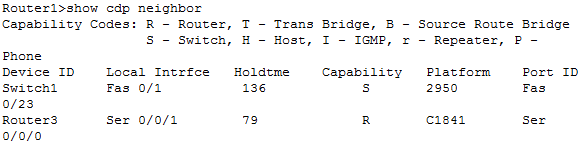 Router1>show cdp neighbor
Capability Codes: R - Router, T - Trans Bridge, B - Source Route Bridge
S - Switch, H - Host, I - IGMP, r - Repeater, P -
Phone
Device ID Local Intrfce Holdtme Capability Platform Port ID
Switch1 Fas 0/1 136 S 2950 Fas
0/23
Router3 Ser 0/0/1 79 R C1841 Ser
0/0/0